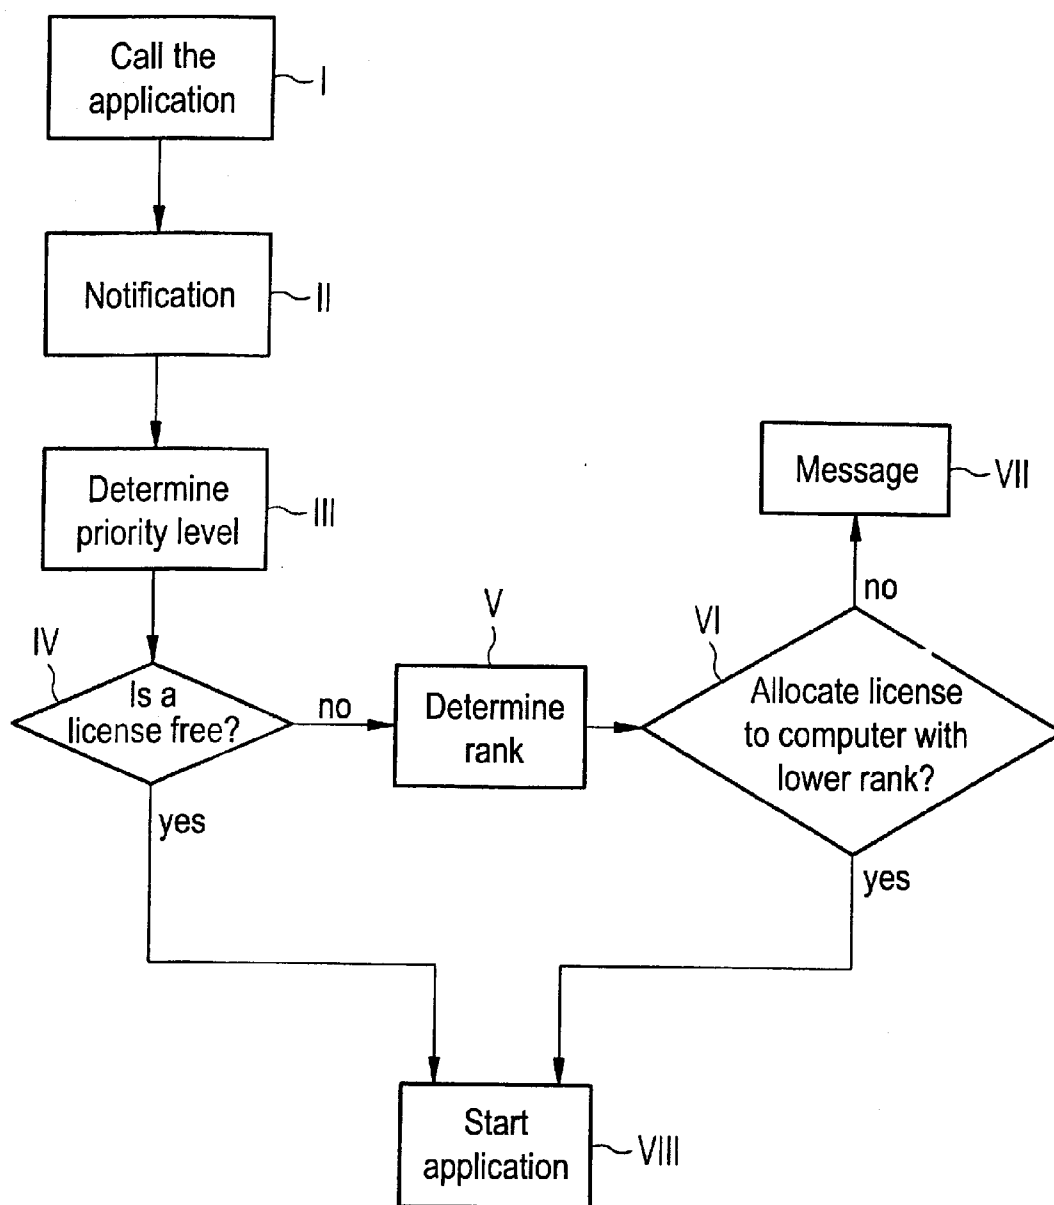 Call the
application
I
Notification
II
Determine
priority level
III
IV
Is a
license free?
no
yes
V
Determine
rank
VI
Allocate license
to computer with
lower rank?
no
Message
VII
yes
Start
application
VIII